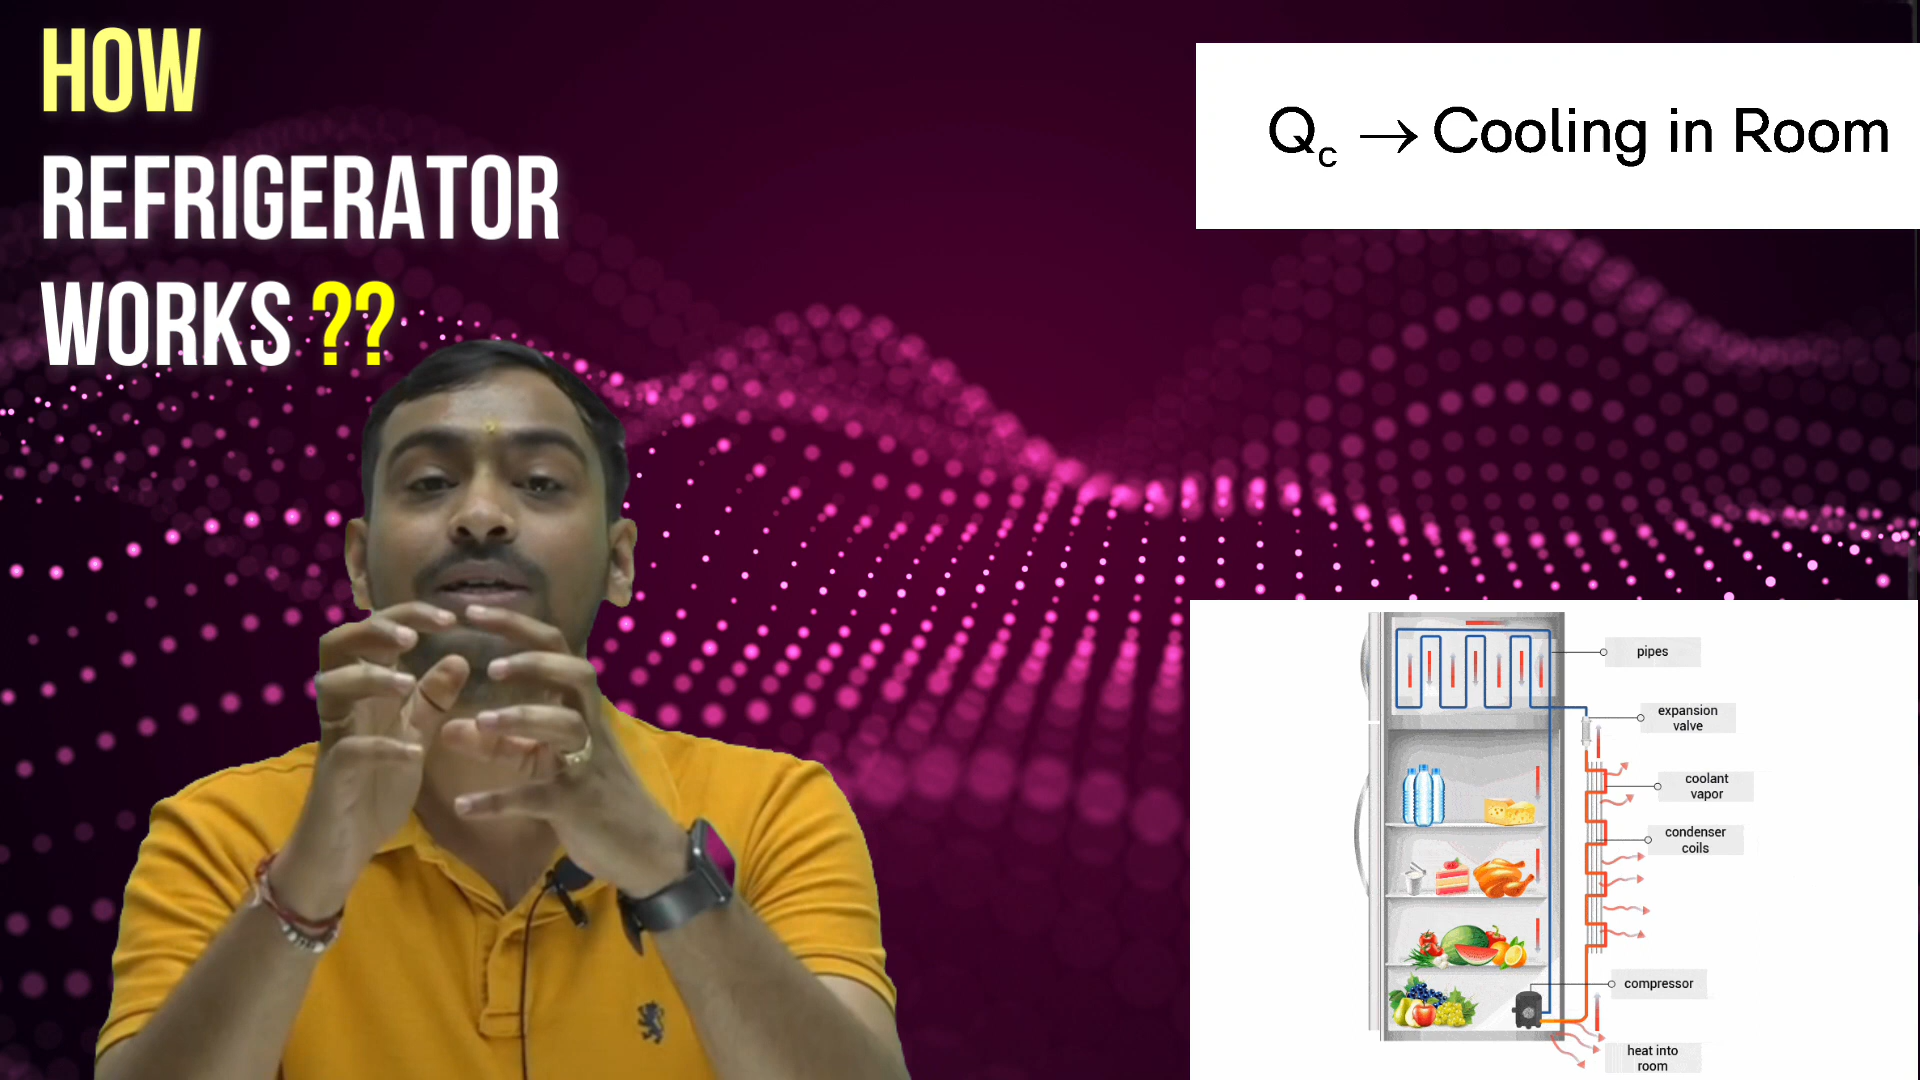 HOW
REFRIGERATOR
WORKS ??
Qc → Cooling in Room
pipes
expansion
valve
coolant
vapor
condenser
coils
compressor
heat into
room